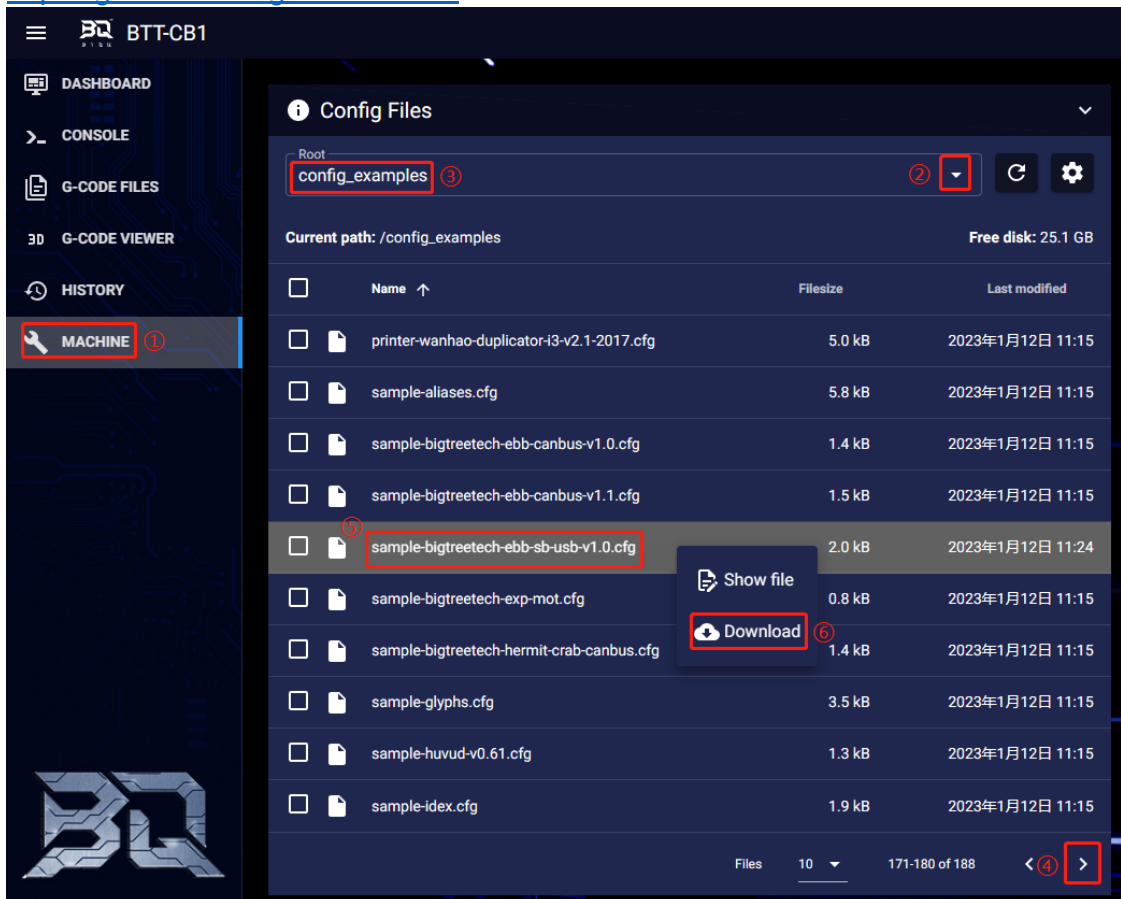 BIQU BTT-CB1
DASHBOARD
CONSOLE
G-CODE FILES
3D G-CODE VIEWER
HISTORY
MACHINE ①
Config Files
Root
config_examples ③
②
Current path: /config_examples Free disk: 25.1 GB
Name Filesize Last modified
printer-wanhao-duplicator-i3-v2.1-2017.cfg 5.0 kB 2023年1月12日 11:15
sample-aliases.cfg 5.8 kB 2023年1月12日 11:15
sample-bigtreetech-ebb-canbus-v1.0.cfg 1.4 kB 2023年1月12日 11:15
sample-bigtreetech-ebb-canbus-v1.1.cfg 1.5 kB 2023年1月12日 11:15
⑤ sample-bigtreetech-ebb-sb-usb-v1.0.cfg 2.0 kB 2023年1月12日 11:24
Show file
sample-bigtreetech-exp-mot.cfg 0.8 kB 2023年1月12日 11:15
Download ⑥
sample-bigtreetech-hermit-crab-canbus.cfg 1.4 kB 2023年1月12日 11:15
sample-glyphs.cfg 3.5 kB 2023年1月12日 11:15
sample-huvud-v0.61.cfg 1.3 kB 2023年1月12日 11:15
sample-idex.cfg 1.9 kB 2023年1月12日 11:15
Files 10 171-180 of 188 ④